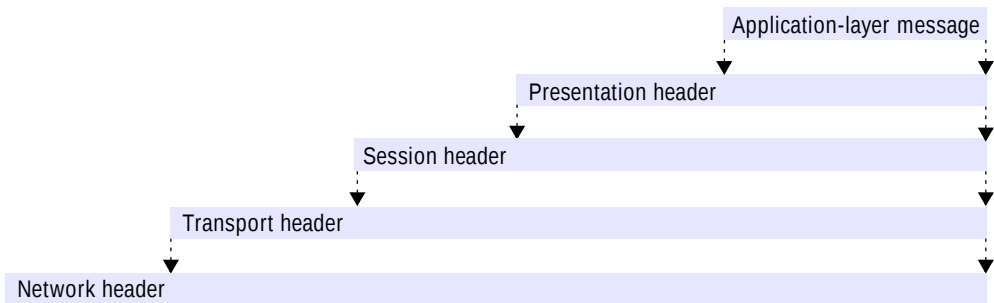 Application-layer message
Presentation header
Session header
Transport header
Network header